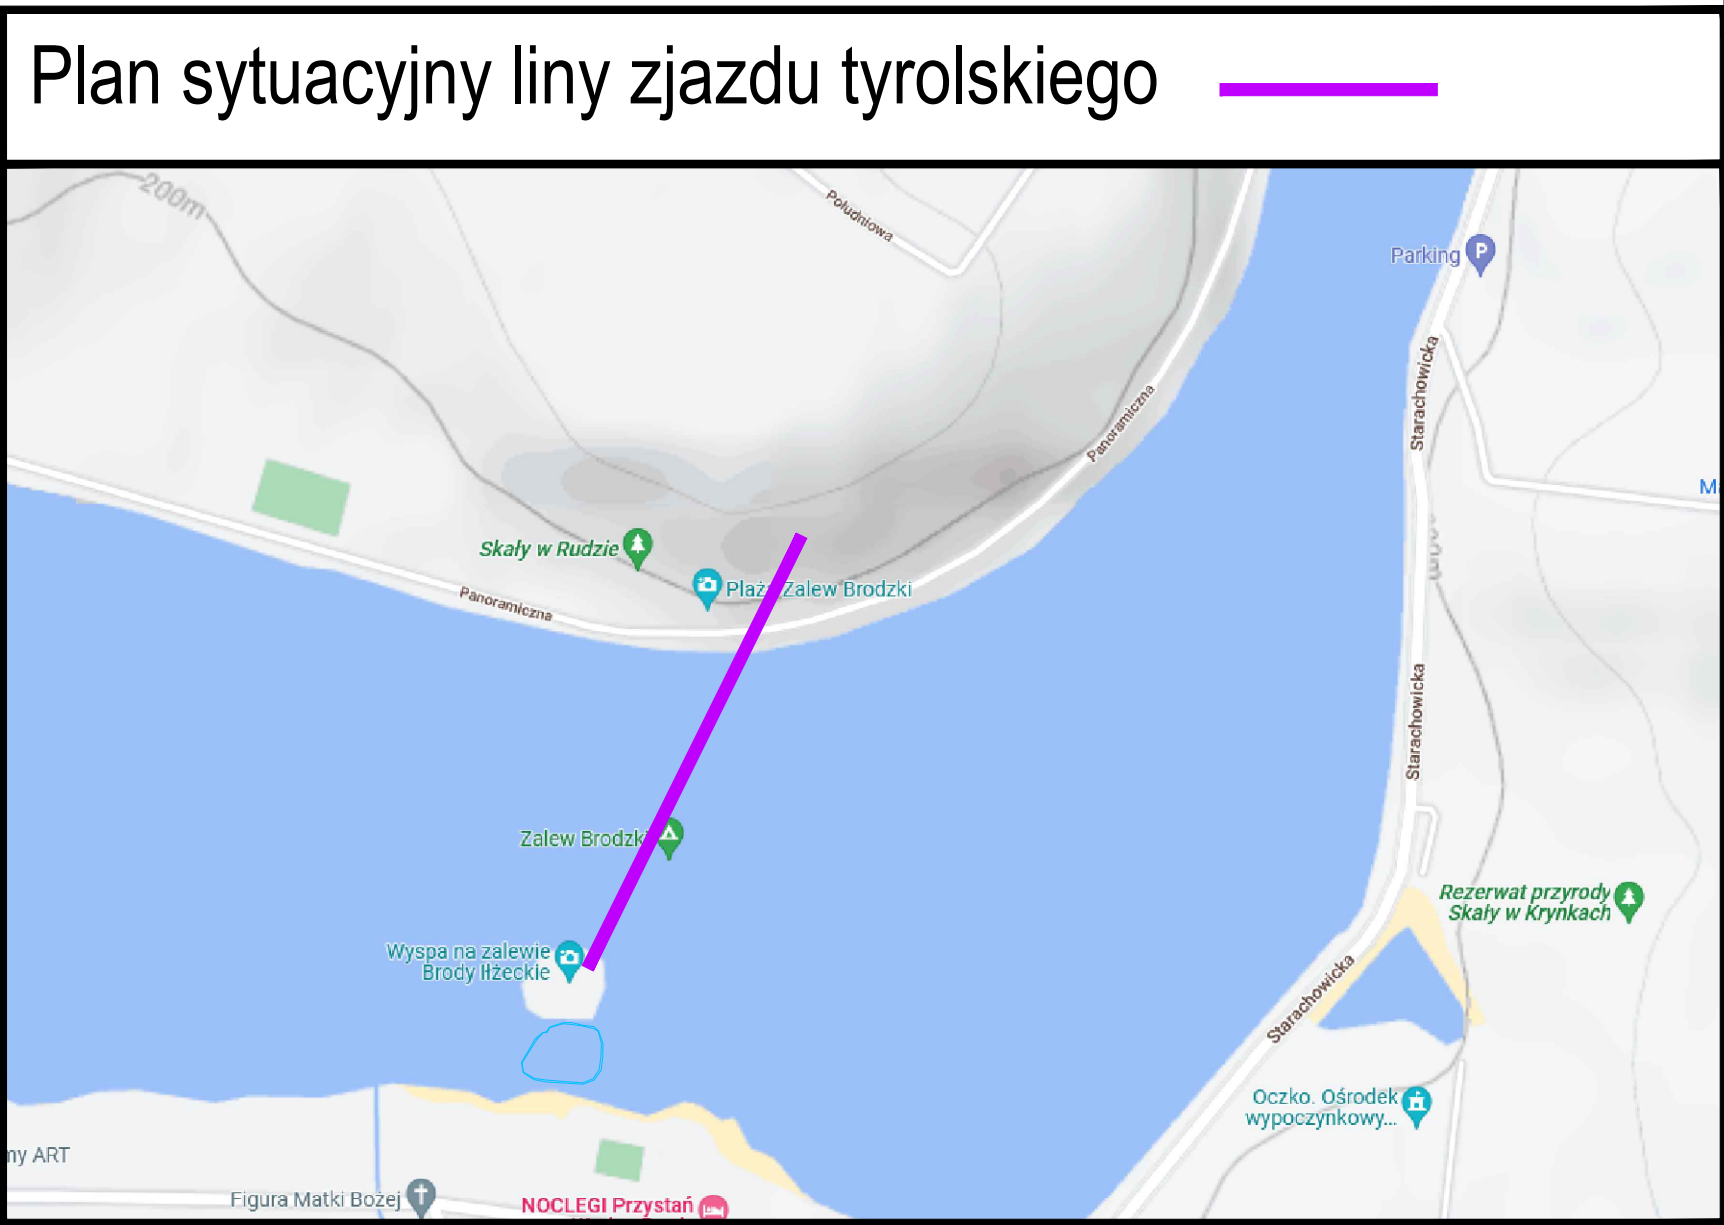 Plan sytuacyjny liny zjazdu tyrolskiego
200m
Południowa
Parking
P
Starachowicka
Panoramiczna
Skały w Rudzie
Plaża Zalew Brodzki
Panoramiczna
Starachowicka
Zalew Brodzki
Rezerwat przyrody
Skały w Krynkach
Wyspa na zalewie
Brody Iłżeckie
Starachowicka
Oczko. Ośrodek
wypoczynkowy...
my ART
Figura Matki Bożej
NOCLEGI Przystań